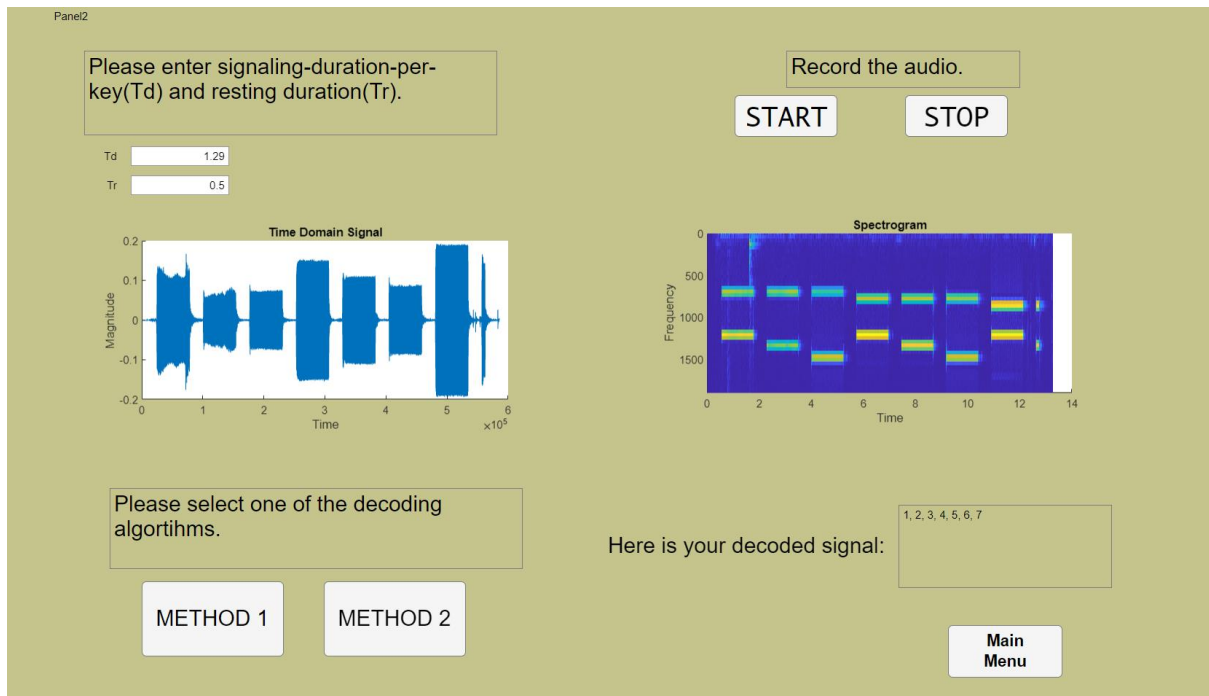 Panel2
Please enter signaling-duration-per-
key(Td) and resting duration(Tr).
Td 1.29
Tr 0.5
Record the audio.
START STOP
Time Domain Signal
Magnitude
0.2
0.1
0
-0.1
-0.2
0 1 2 3 4 5 6
Time
×10⁵
Spectrogram
Frequency
0
500
1000
1500
0 2 4 6 8 10 12 14
Time
Please select one of the decoding
algortihms.
METHOD 1 METHOD 2
Here is your decoded signal:
1, 2, 3, 4, 5, 6, 7
Main
Menu